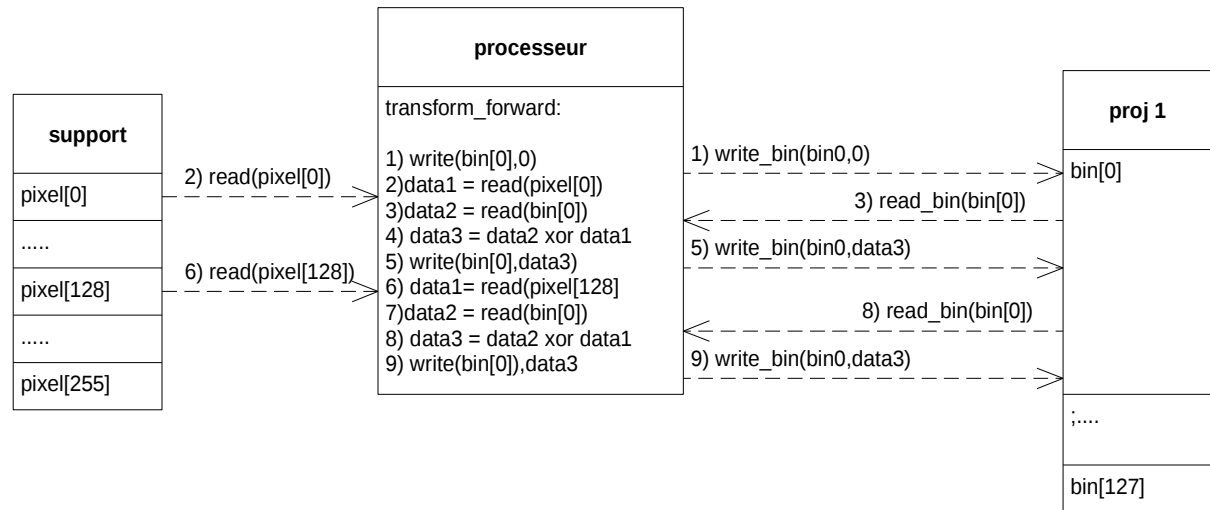 support
pixel[0]
.....
pixel[128]
.....
pixel[255]
2) read(pixel[0])
6) read(pixel[128])
processeur
transform_forward:
1) write(bin[0],0)
2)data1 = read(pixel[0])
3)data2 = read(bin[0])
4) data3 = data2 xor data1
5) write(bin[0],data3)
6) data1= read(pixel[128]
7)data2 = read(bin[0])
8) data3 = data2 xor data1
9) write(bin[0]),data3
1) write_bin(bin0,0)
3) read_bin(bin[0])
5) write_bin(bin0,data3)
8) read_bin(bin[0])
9) write_bin(bin0,data3)
proj 1
bin[0]
;....
bin[127]